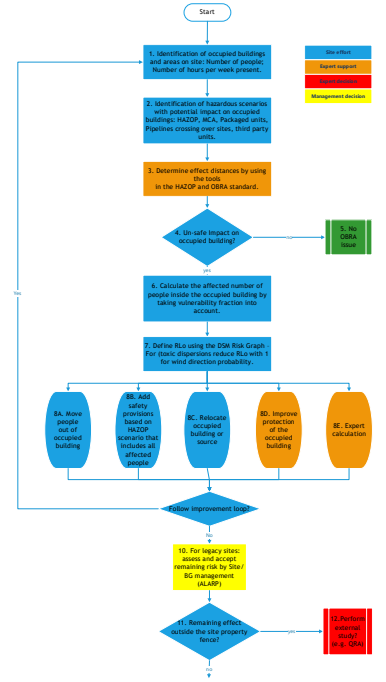 Start
1. Identification of occupied buildings
and areas on site: Number of people;
Number of hours per week present.
Site effort
Expert support
Management decision
2. Identification of hazardous scenarios
with potential impact on occupied
buildings: HAZOP, MCA, Packaged units,
Pipelines crossing over sites, third party
units.
3. Determine effect distances by using
the tools
in the HAZOP and OBRA standard.
4. Un-safe impact on
occupied building?
no
5. No
OBRA
issue
yes
6. Calculate the affected number of
people inside the occupied building by
taking vulnerability fraction into
account.
Yes
7. Define RLo using the DSM Risk Graph -
For (toxic dispersions reduce RLo with 1
for wind direction probability.
8A. Move
people
out of
occupied
building
8B. Add
safety
provisions
based on
HAZOP
scenario that
includes all
affected
people
8C. Relocate
occupied
building or
source
8D. Improve
protection
of the
occupied
building
8E. Expert
calculation
Follow improvement loop?
No
10. For legacy sites:
assess and accept
remaining risk by Site/
BG management
(ALARP)
11. Remaining effect
outside the site property
fence?
yes
12.Perform
external
study?
(e.g. QRA)
no